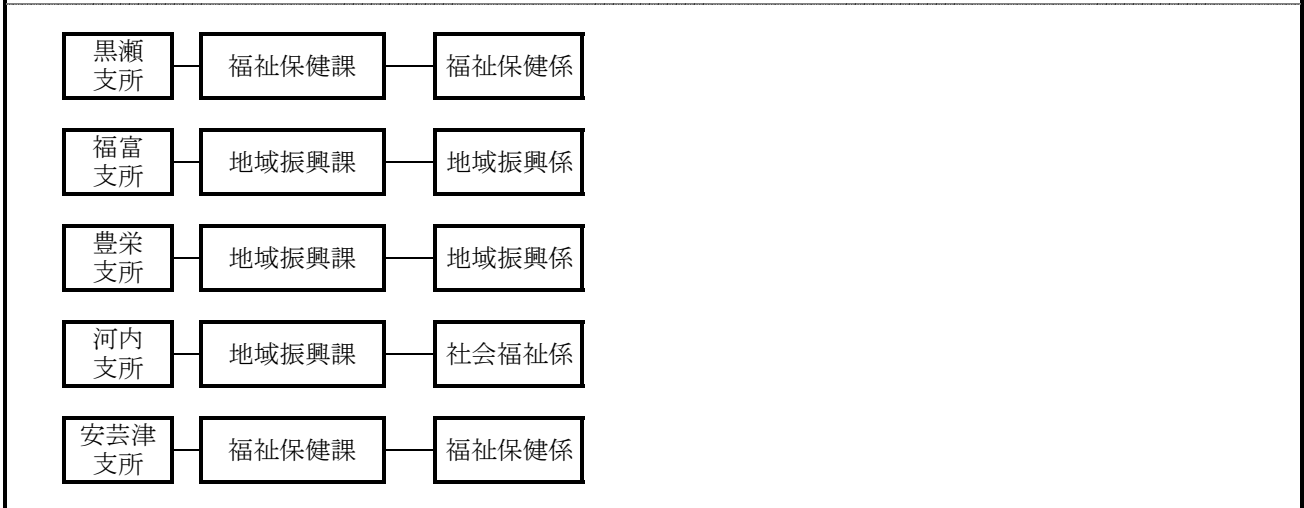 黒瀬
支所
福祉保健課
福祉保健係
福富
支所
地域振興課
地域振興係
豊栄
支所
地域振興課
地域振興係
河内
支所
地域振興課
社会福祉係
安芸津
支所
福祉保健課
福祉保健係